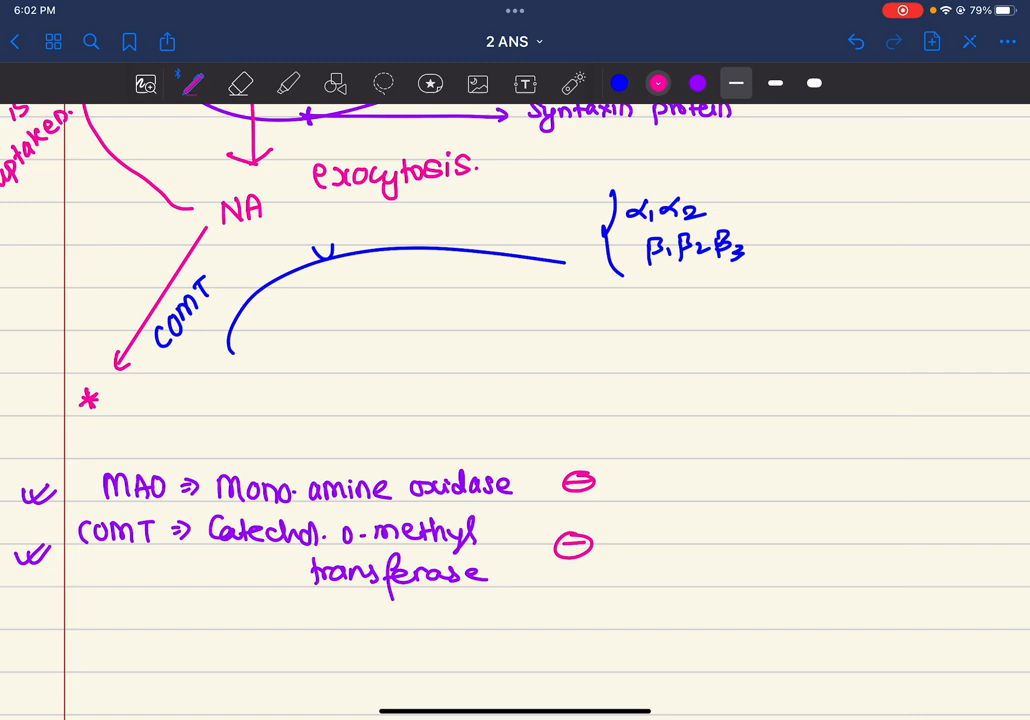 6:02 PM
79%
2 ANS
T
is
uptaken.
syntaxin protein
exocytosis.
NA
α1 α2
β1 β2 β3
COMT
*
MAO ⇒ Mono. amine oxidase ⊖
COMT ⇒ Catechol. o-methyl ⊖
transferase